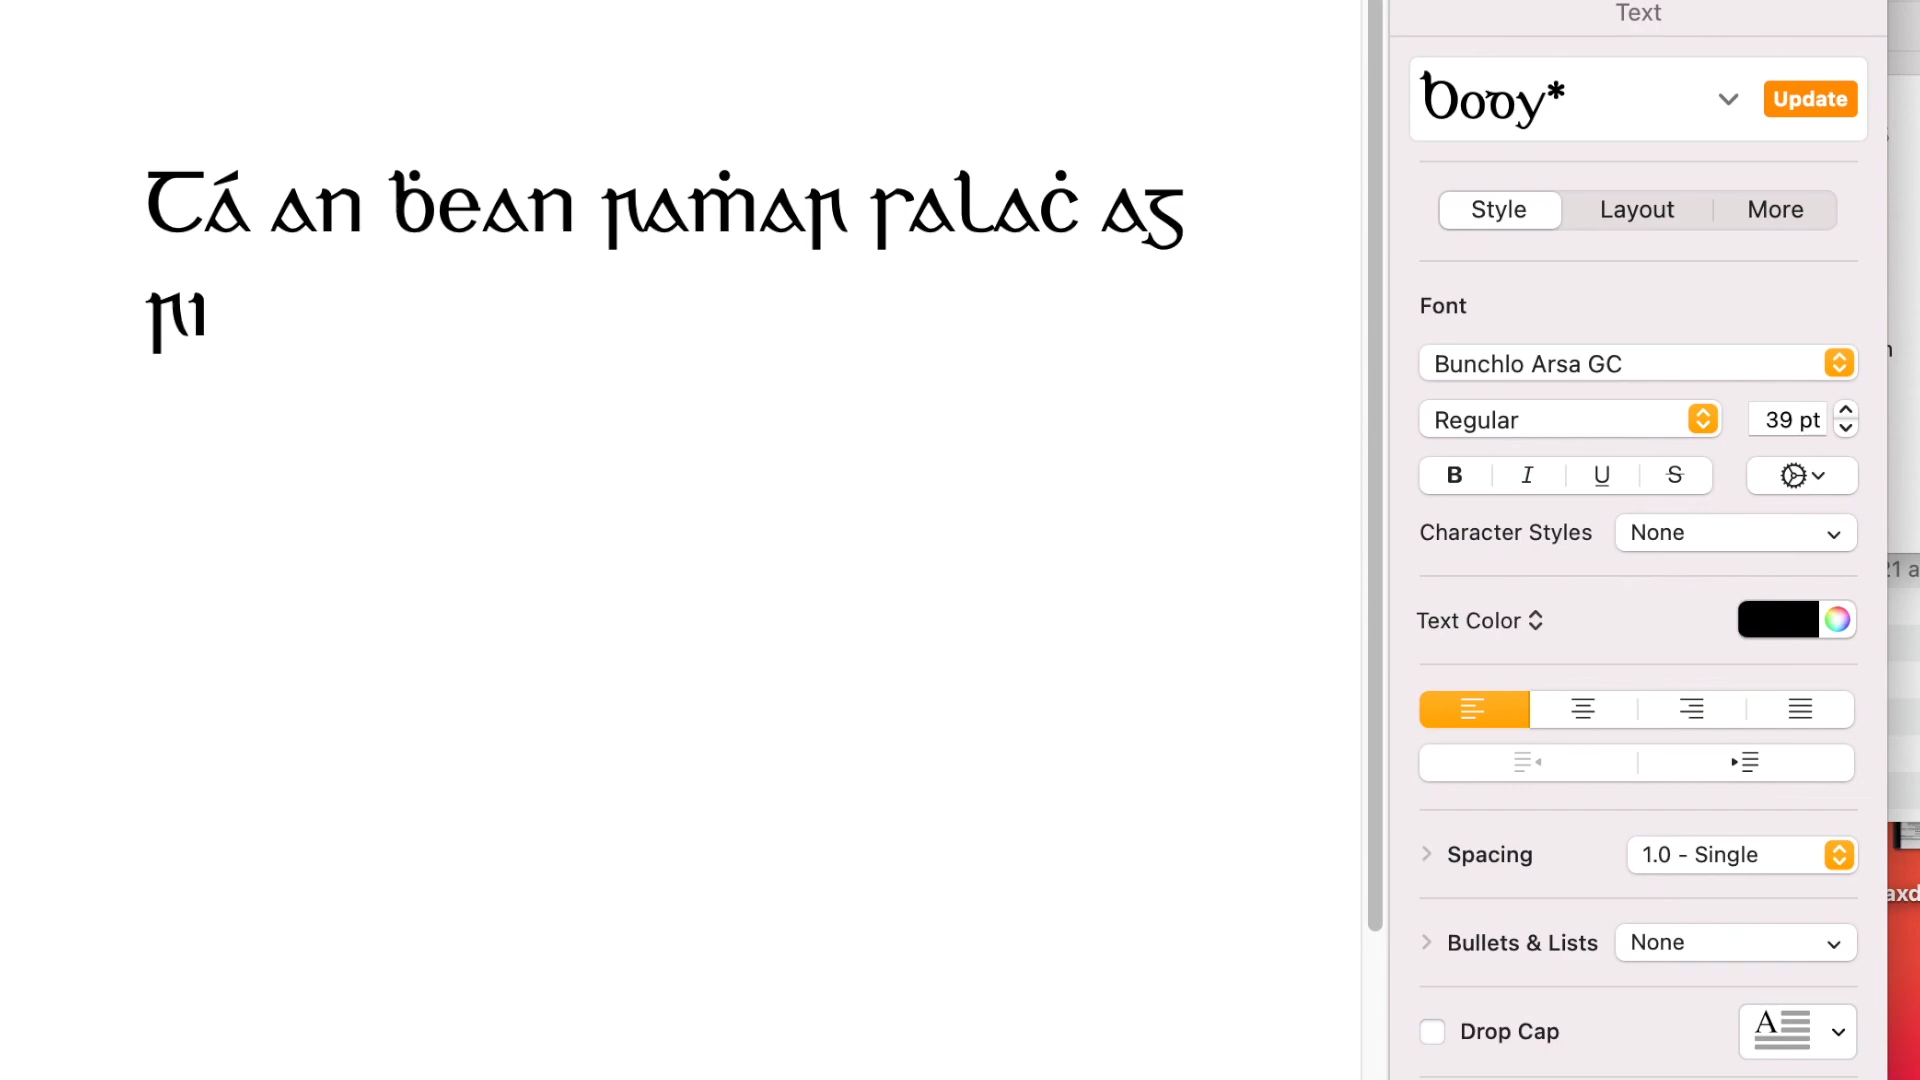 Text
Body*
Update
Tá an ḃean raṁar salaċ ag
ri
Style Layout More
Font
Bunchlo Arsa GC
Regular 39 pt
B I U S
Character Styles None
Text Color
Spacing 1.0 - Single
Bullets & Lists None
Drop Cap A